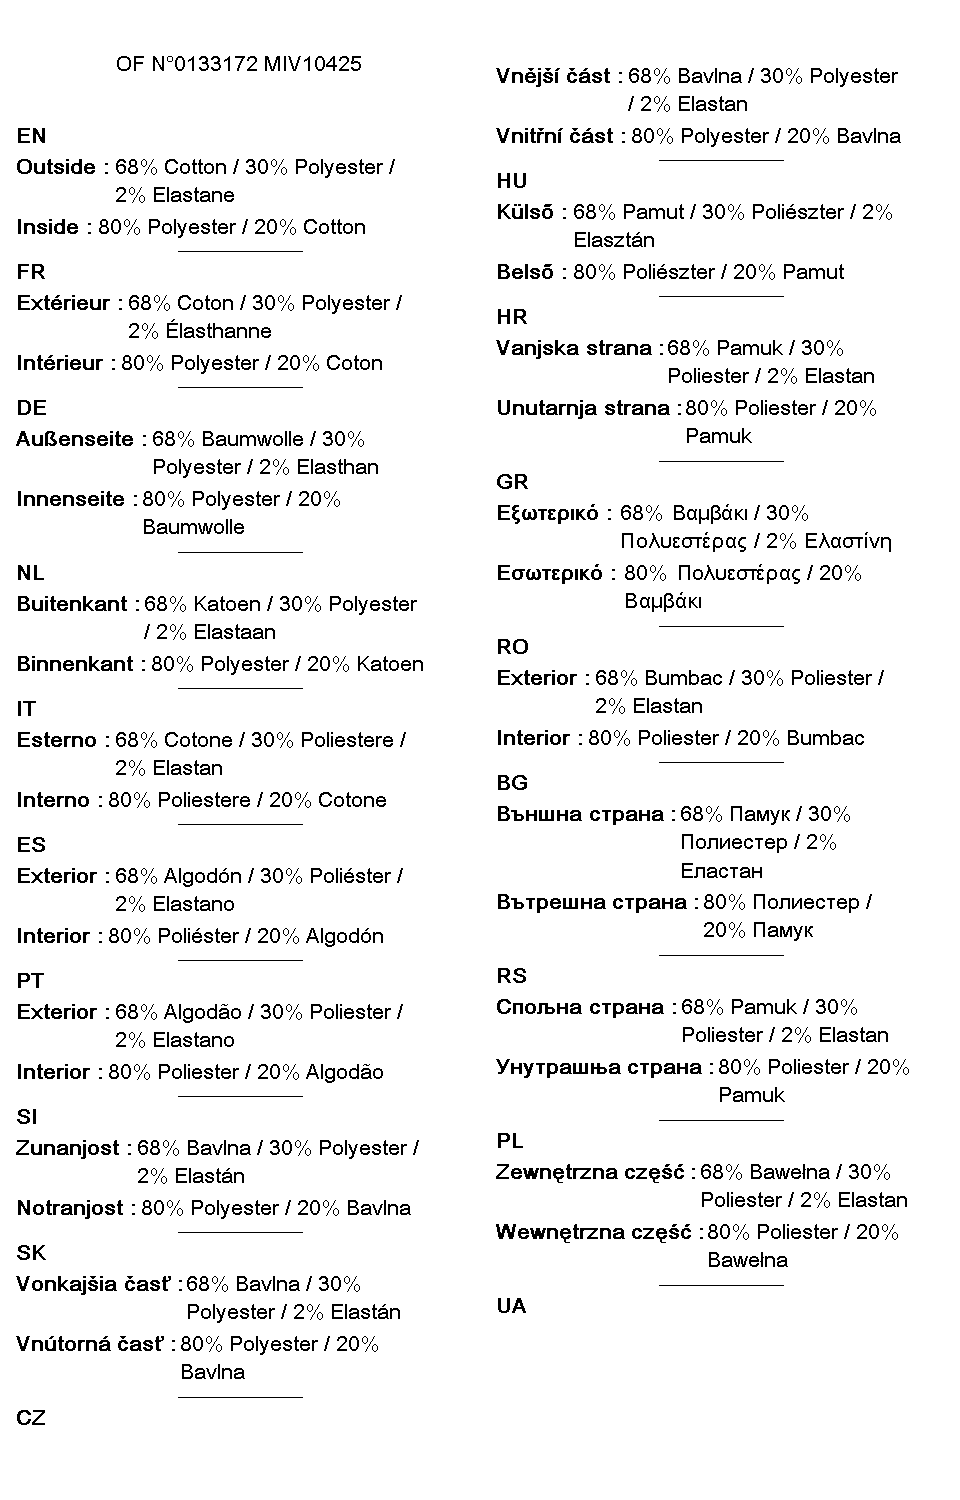 OF N°0133172 MIV10425
EN
Outside : 68% Cotton / 30% Polyester /
2% Elastane
Inside : 80% Polyester / 20% Cotton
FR
Extérieur : 68% Coton / 30% Polyester /
2% Élasthanne
Intérieur : 80% Polyester / 20% Coton
DE
Außenseite : 68% Baumwolle / 30%
Polyester / 2% Elasthan
Innenseite : 80% Polyester / 20%
Baumwolle
NL
Buitenkant : 68% Katoen / 30% Polyester
/ 2% Elastaan
Binnenkant : 80% Polyester / 20% Katoen
IT
Esterno : 68% Cotone / 30% Poliestere /
2% Elastan
Interno : 80% Poliestere / 20% Cotone
ES
Exterior : 68% Algodón / 30% Poliéster /
2% Elastano
Interior : 80% Poliéster / 20% Algodón
PT
Exterior : 68% Algodão / 30% Poliester /
2% Elastano
Interior : 80% Poliester / 20% Algodão
SI
Zunanjost : 68% Bavlna / 30% Polyester /
2% Elastán
Notranjost : 80% Polyester / 20% Bavlna
SK
Vonkajšia časť : 68% Bavlna / 30%
Polyester / 2% Elastán
Vnútorná časť : 80% Polyester / 20%
Bavlna
CZ
Vnější část : 68% Bavlna / 30% Polyester
/ 2% Elastan
Vnitřní část : 80% Polyester / 20% Bavlna
HU
Külső : 68% Pamut / 30% Poliészter / 2%
Elasztán
Belső : 80% Poliészter / 20% Pamut
HR
Vanjska strana : 68% Pamuk / 30%
Poliester / 2% Elastan
Unutarnja strana : 80% Poliester / 20%
Pamuk
GR
Εξωτερικό : 68% Βαμβάκι / 30%
Πολυεστέρας / 2% Ελαστίνη
Εσωτερικό : 80% Πολυεστέρας / 20%
Βαμβάκι
RO
Exterior : 68% Bumbac / 30% Poliester /
2% Elastan
Interior : 80% Poliester / 20% Bumbac
BG
Външна страна : 68% Памук / 30%
Полиестер / 2%
Еластан
Вътрешна страна : 80% Полиестер /
20% Памук
RS
Спољна страна : 68% Pamuk / 30%
Poliester / 2% Elastan
Унутрашња страна : 80% Poliester / 20%
Pamuk
PL
Zewnętrzna część : 68% Bawełna / 30%
Poliester / 2% Elastan
Wewnętrzna część : 80% Poliester / 20%
Bawełna
UA